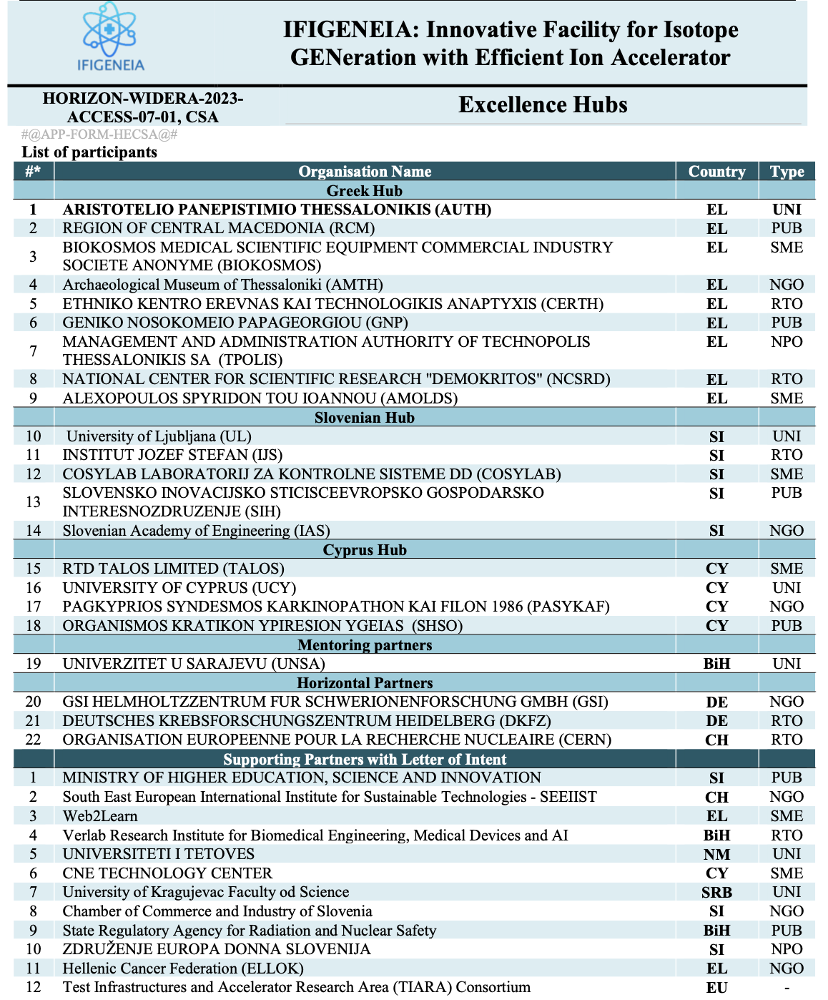 IFIGENEIA
IFIGENEIA: Innovative Facility for Isotope
GENeration with Efficient Ion Accelerator
HORIZON-WIDERA-2023-
ACCESS-07-01, CSA
Excellence Hubs
#@APP-FORM-HECSA@#
List of participants
#* Organisation Name Country Type
Greek Hub
1 ARISTOTELIO PANEPISTIMIO THESSALONIKIS (AUTH) EL UNI
2 REGION OF CENTRAL MACEDONIA (RCM) EL PUB
3 BIOKOSMOS MEDICAL SCIENTIFIC EQUIPMENT COMMERCIAL INDUSTRY EL SME
SOCIETE ANONYME (BIOKOSMOS)
4 Archaeological Museum of Thessaloniki (AMTH) EL NGO
5 ETHNIKO KENTRO EREVNAS KAI TECHNOLOGIKIS ANAPTYXIS (CERTH) EL RTO
6 GENIKO NOSOKOMEIO PAPAGEORGIOU (GNP) EL PUB
7 MANAGEMENT AND ADMINISTRATION AUTHORITY OF TECHNOPOLIS EL NPO
THESSALONIKIS SA (TPOLIS)
8 NATIONAL CENTER FOR SCIENTIFIC RESEARCH "DEMOKRITOS" (NCSRD) EL RTO
9 ALEXOPOULOS SPYRIDON TOU IOANNOU (AMOLDS) EL SME
Slovenian Hub
10 University of Ljubljana (UL) SI UNI
11 INSTITUT JOZEF STEFAN (IJS) SI RTO
12 COSYLAB LABORATORIJ ZA KONTROLNE SISTEME DD (COSYLAB) SI SME
13 SLOVENSKO INOVACIJSKO STICISCEEVROPSKO GOSPODARSKO SI PUB
INTERESNOZDRUZENJE (SIH)
14 Slovenian Academy of Engineering (IAS) SI NGO
Cyprus Hub
15 RTD TALOS LIMITED (TALOS) CY SME
16 UNIVERSITY OF CYPRUS (UCY) CY UNI
17 PAGKYPRIOS SYNDESMOS KARKINOPATHON KAI FILON 1986 (PASYKAF) CY NGO
18 ORGANISMOS KRATIKON YPIRESION YGEIAS (SHSO) CY PUB
Mentoring partners
19 UNIVERZITET U SARAJEVU (UNSA) BiH UNI
Horizontal Partners
20 GSI HELMHOLTZZENTRUM FUR SCHWERIONENFORSCHUNG GMBH (GSI) DE NGO
21 DEUTSCHES KREBSFORSCHUNGSZENTRUM HEIDELBERG (DKFZ) DE RTO
22 ORGANISATION EUROPEENNE POUR LA RECHERCHE NUCLEAIRE (CERN) CH RTO
Supporting Partners with Letter of Intent
1 MINISTRY OF HIGHER EDUCATION, SCIENCE AND INNOVATION SI PUB
2 South East European International Institute for Sustainable Technologies - SEEIIST CH NGO
3 Web2Learn EL SME
4 Verlab Research Institute for Biomedical Engineering, Medical Devices and AI BiH RTO
5 UNIVERSITETI I TETOVES NM UNI
6 CNE TECHNOLOGY CENTER CY SME
7 University of Kragujevac Faculty od Science SRB UNI
8 Chamber of Commerce and Industry of Slovenia SI NGO
9 State Regulatory Agency for Radiation and Nuclear Safety BiH PUB
10 ZDRUŽENJE EUROPA DONNA SLOVENIJA SI NPO
11 Hellenic Cancer Federation (ELLOK) EL NGO
12 Test Infrastructures and Accelerator Research Area (TIARA) Consortium EU -